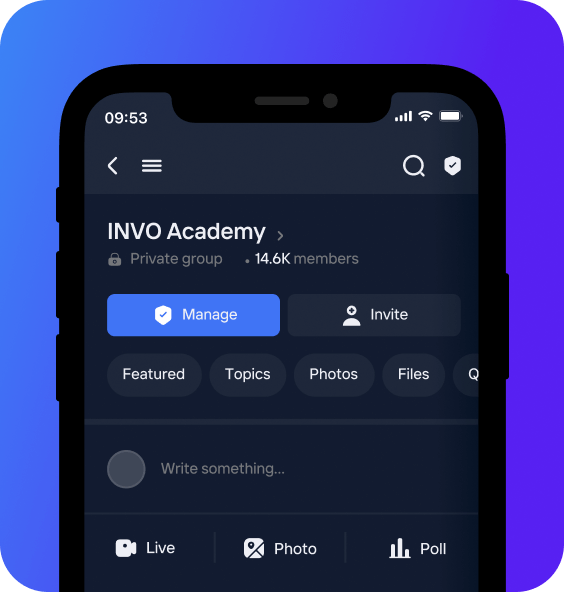 09:53
INVO Academy
Private group • 14.6K members
Manage Invite
Featured Topics Photos Files Q
Write something...
Live Photo Poll